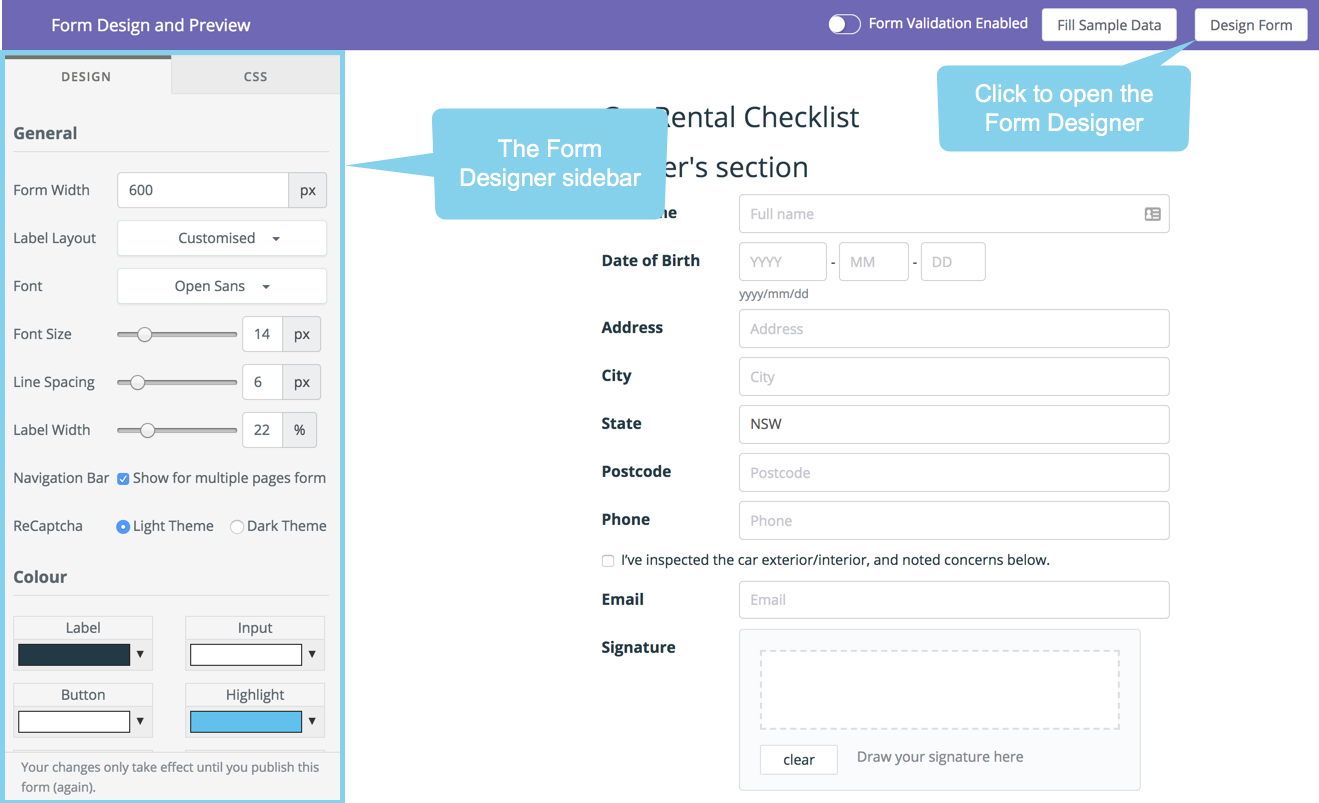 Form Design and Preview
Form Validation Enabled
Fill Sample Data
Design Form
DESIGN
CSS
Click to open the
Form Designer
General
Rental Checklist
The Form
Designer sidebar
er's section
Form Width
600
px
ne
Full name
Label Layout
Customised
Date of Birth
YYYY
-
MM
-
DD
yyyy/mm/dd
Font
Open Sans
Font Size
14
px
Address
Address
Line Spacing
6
px
City
City
Label Width
22
%
State
NSW
Navigation Bar
Show for multiple pages form
Postcode
Postcode
ReCaptcha
Light Theme
Dark Theme
Phone
Phone
I've inspected the car exterior/interior, and noted concerns below.
Colour
Email
Email
Label
Input
Signature
Button
Highlight
clear
Draw your signature here
Your changes only take effect until you publish this
form (again).